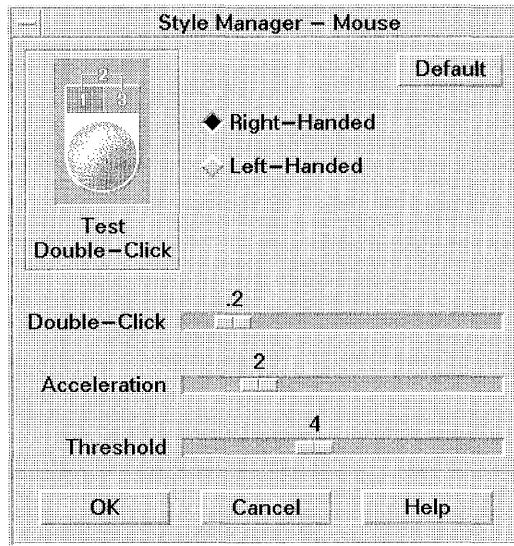 Style Manager – Mouse
2
1 3
Default
Right–Handed
Left–Handed
Test
Double–Click
.2
Double–Click
2
Acceleration
4
Threshold
OK
Cancel
Help